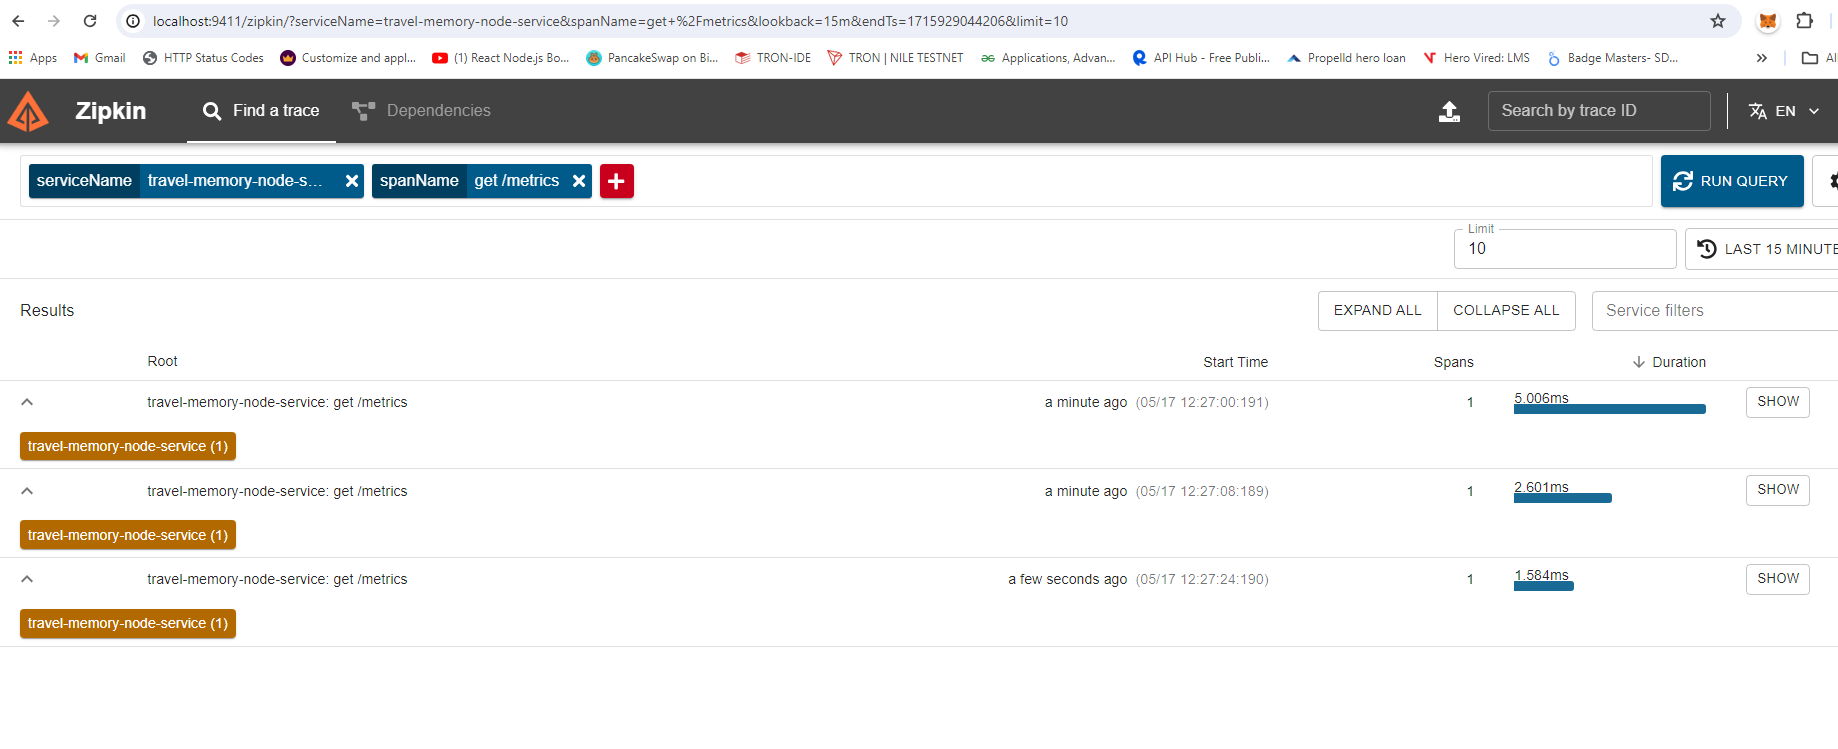 localhost:9411/zipkin/?serviceName=travel-memory-node-service&spanName=get+%2Fmetrics&lookback=15m&endTs=1715929044206&limit=10
Apps Gmail HTTP Status Codes Customize and appl... (1) React Node.js Bo... PancakeSwap on Bi... TRON-IDE TRON | NILE TESTNET Applications, Advan... API Hub - Free Publi... Propelld hero loan Hero Vired: LMS Badge Masters- SD... » All
Zipkin Find a trace Dependencies Search by trace ID EN
serviceName travel-memory-node-s... spanName get /metrics RUN QUERY
Limit
10 LAST 15 MINUTE
Results EXPAND ALL COLLAPSE ALL Service filters
Root Start Time Spans Duration
travel-memory-node-service: get /metrics a minute ago (05/17 12:27:00:191) 1 5.006ms SHOW
travel-memory-node-service (1)
travel-memory-node-service: get /metrics a minute ago (05/17 12:27:08:189) 1 2.601ms SHOW
travel-memory-node-service (1)
travel-memory-node-service: get /metrics a few seconds ago (05/17 12:27:24:190) 1 1.584ms SHOW
travel-memory-node-service (1)